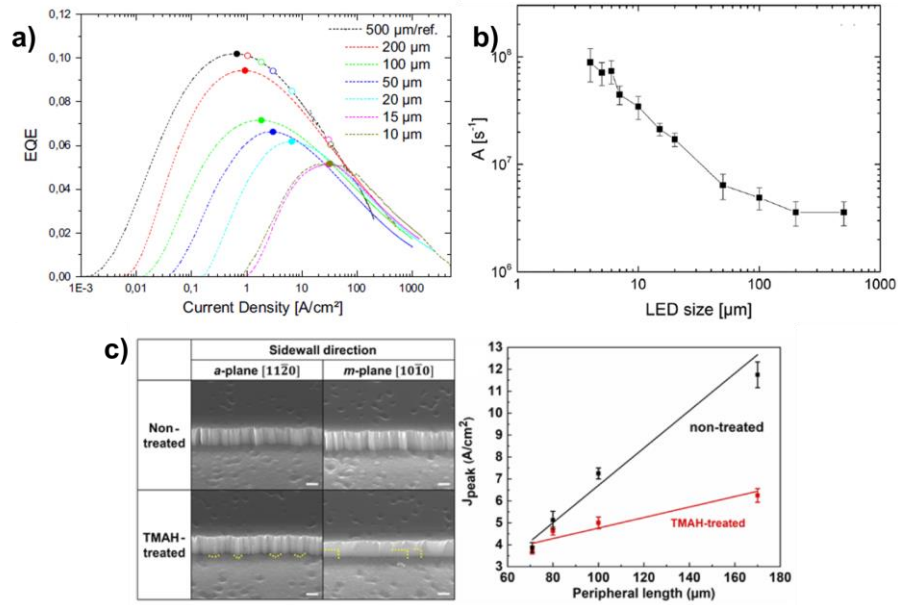 a)
0,12
0,10
0,08
0,06
0,04
0,02
0,00
EQE
1E-3 0,01 0,1 1 10 100 1000
Current Density [A/cm²]
500 µm/ref.
200 µm
100 µm
50 µm
20 µm
15 µm
10 µm
b)
10⁸
10⁷
10⁶
A [s⁻¹]
1 10 100 1000
LED size [µm]
c)
Sidewall direction
a-plane [112̄0] m-plane [101̄0]
Non-
treated
TMAH-
treated
13
12
11
10
9
8
7
6
5
4
3
Jpeak (A/cm²)
non-treated
TMAH-treated
60 80 100 120 140 160 180
Peripheral length (µm)